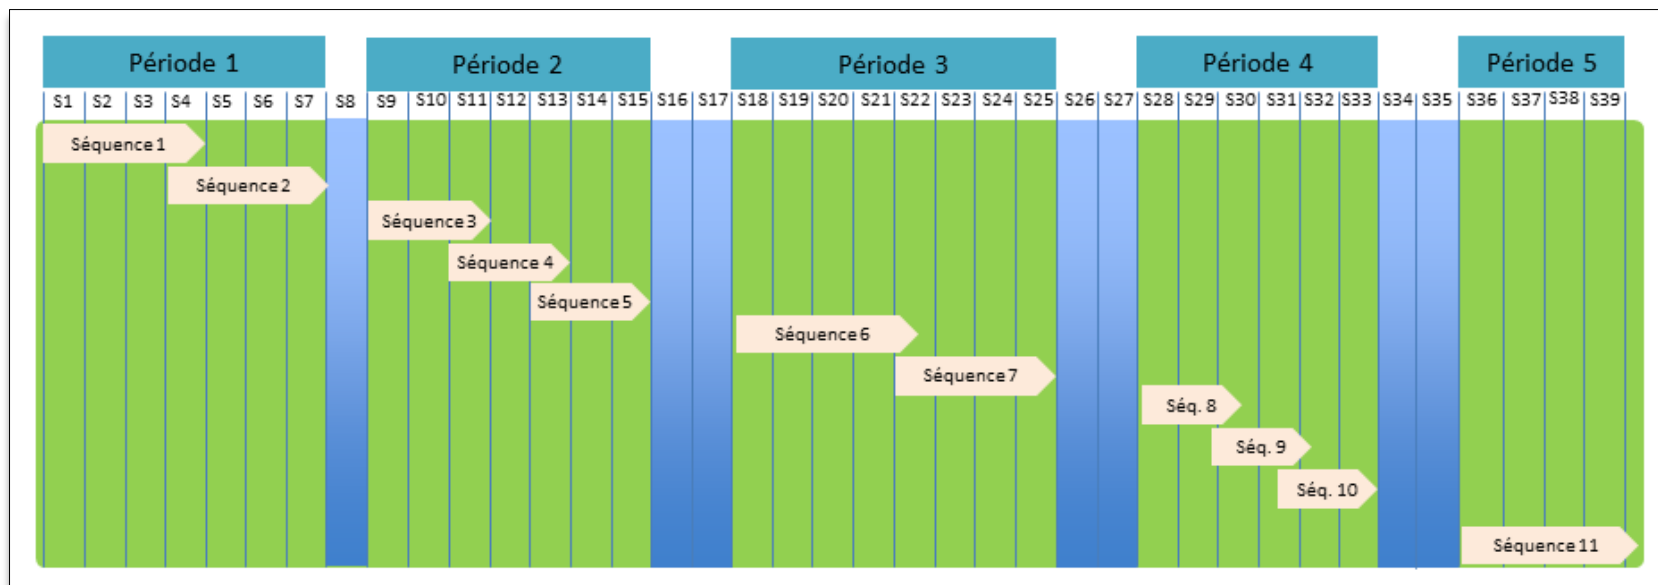 Période 1 Période 2 Période 3 Période 4 Période 5
S1 S2 S3 S4 S5 S6 S7 S8 S9 S10 S11 S12 S13 S14 S15 S16 S17 S18 S19 S20 S21 S22 S23 S24 S25 S26 S27 S28 S29 S30 S31 S32 S33 S34 S35 S36 S37 S38 S39
Séquence 1
Séquence 2
Séquence 3
Séquence 4
Séquence 5
Séquence 6
Séquence 7
Séq. 8
Séq. 9
Séq. 10
Séquence 11